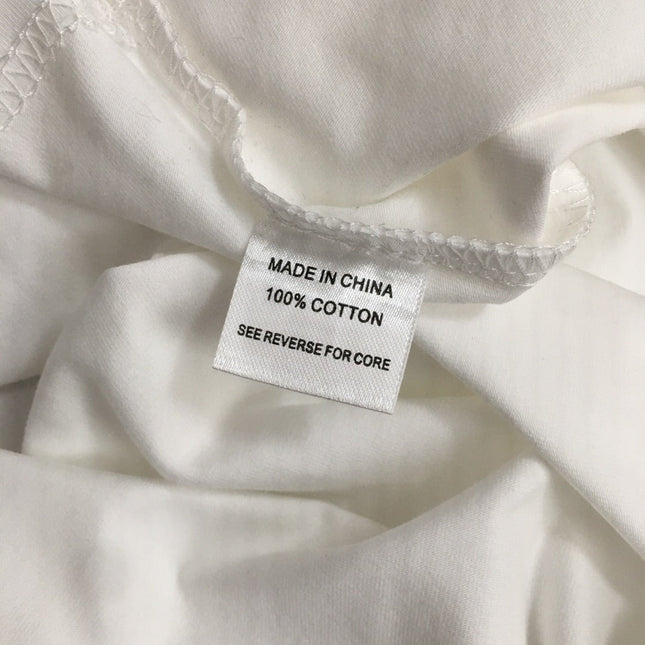 MADE IN CHINA
100% COTTON
SEE REVERSE FOR CORE